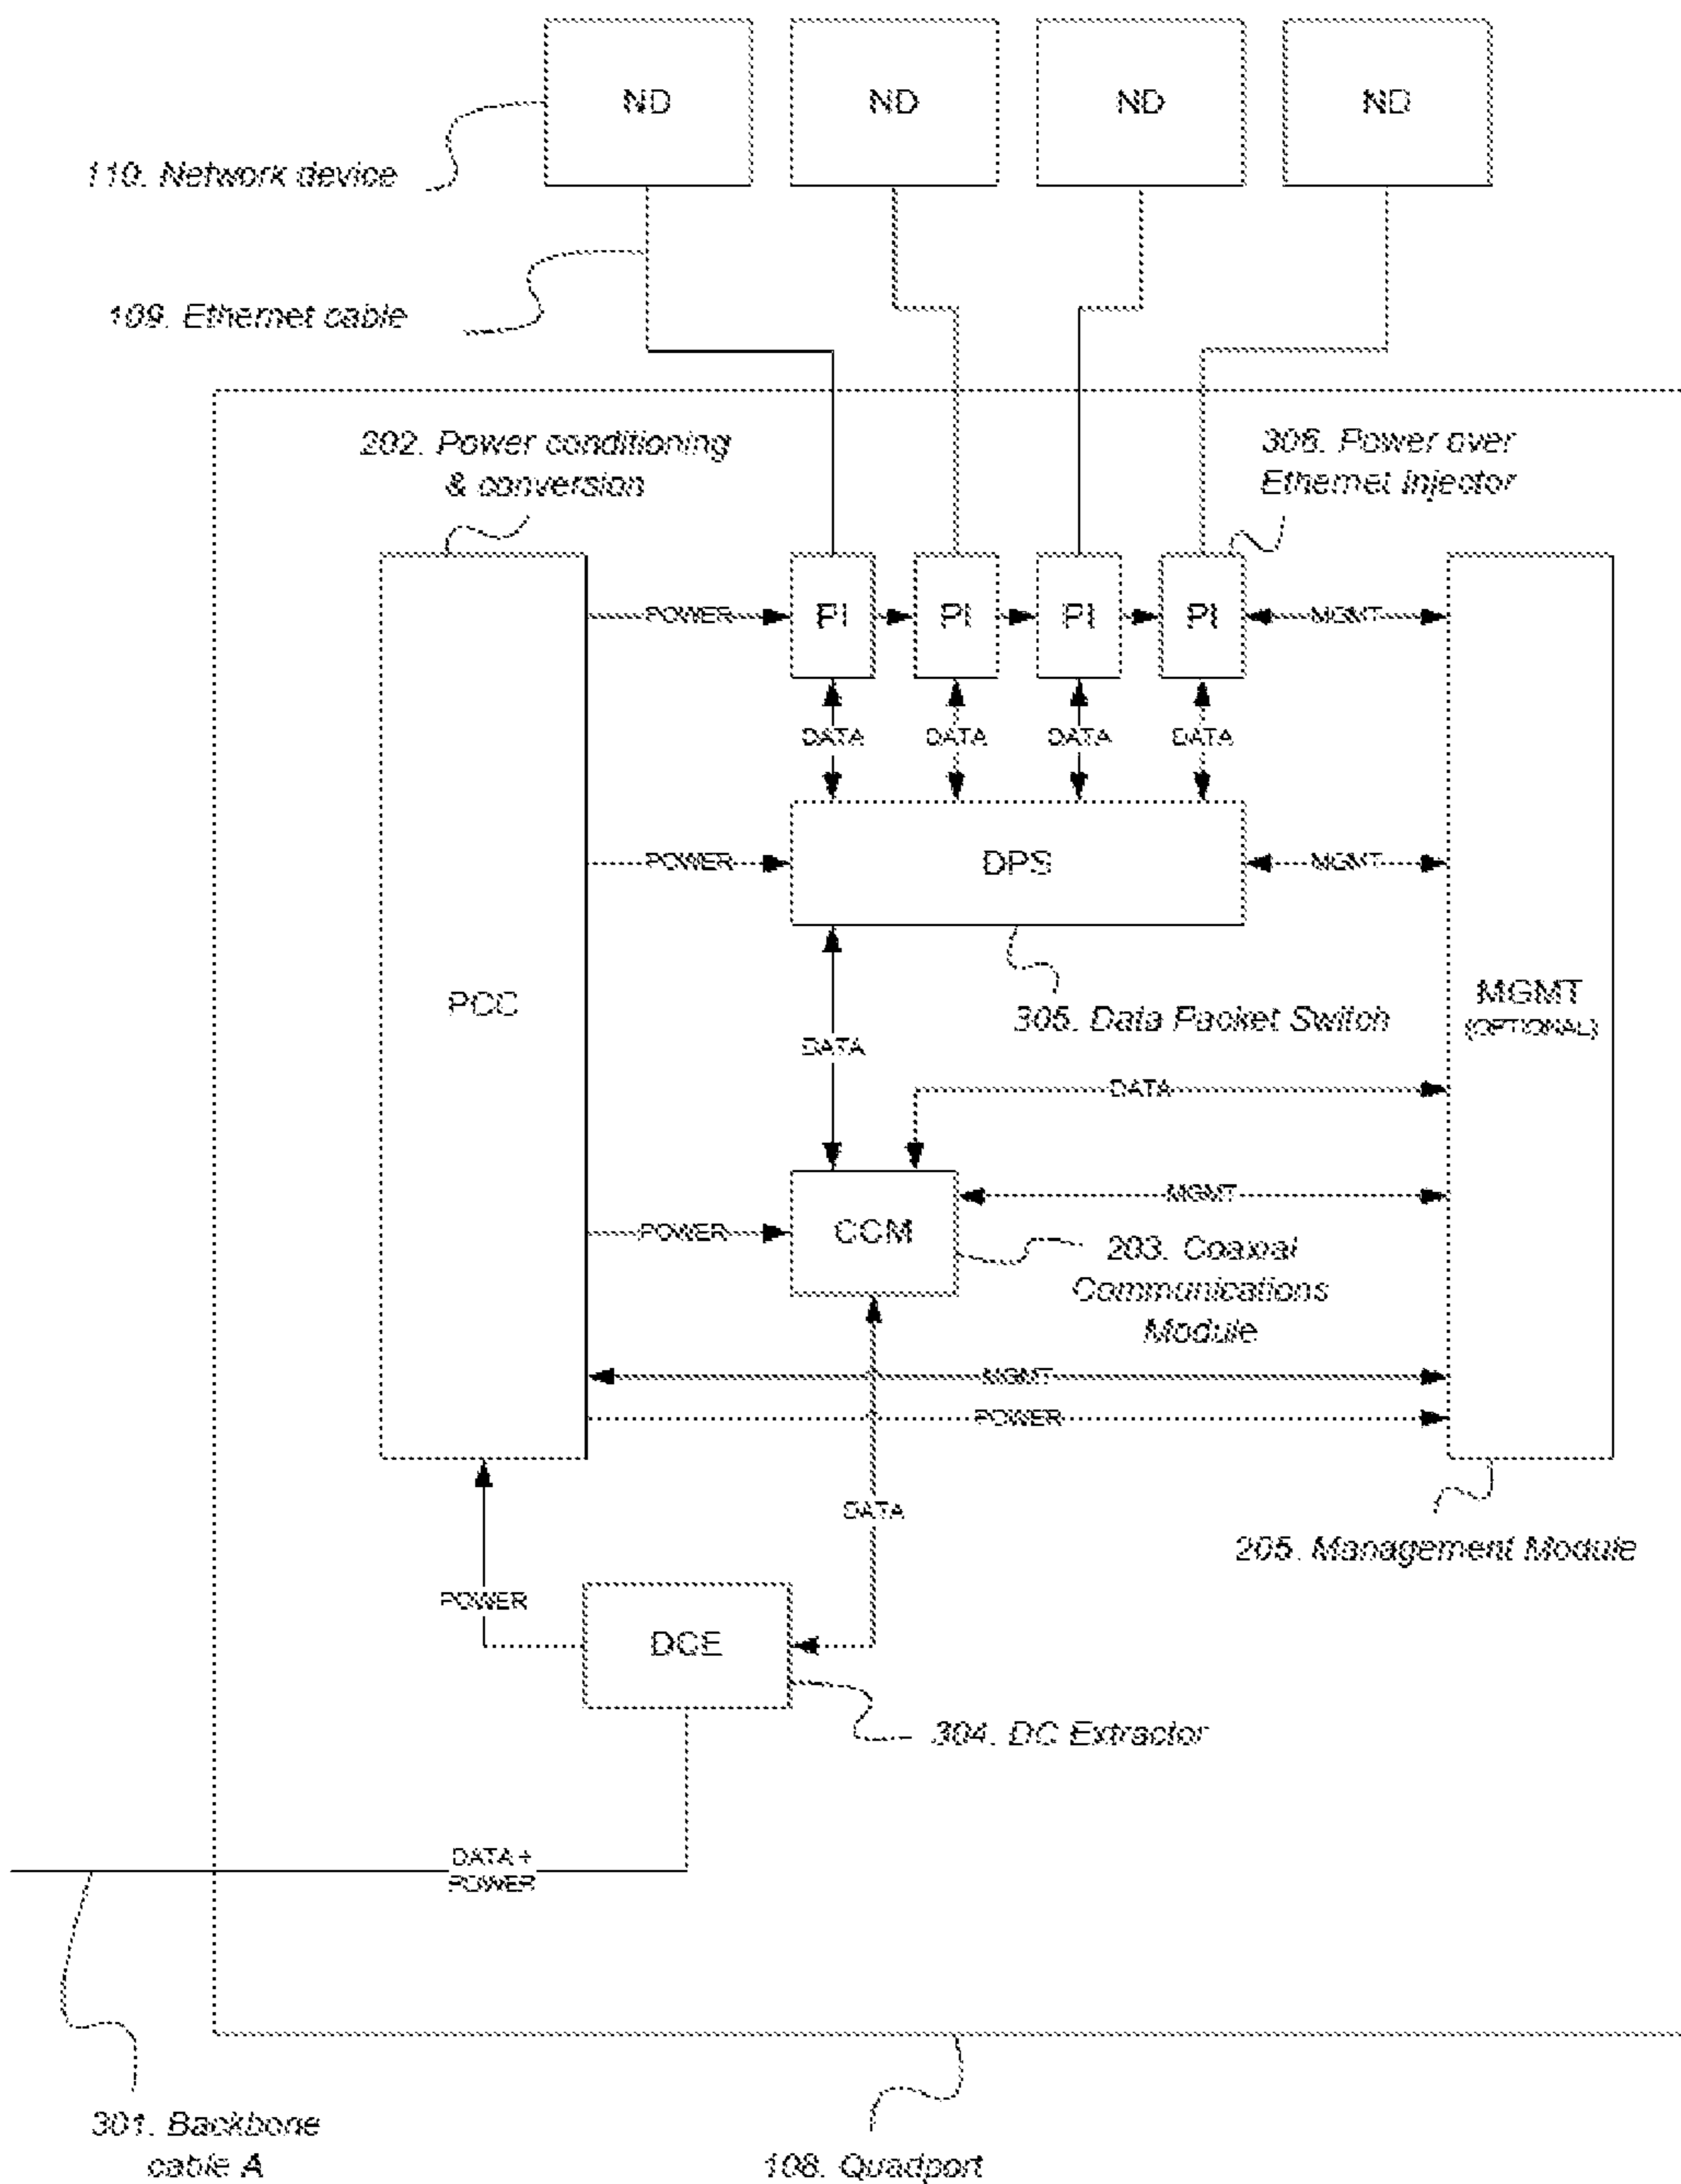 ND ND ND ND
110. Network device
109. Ethernet cable
202. Power conditioning
& conversion
306. Power over
Ethernet injector
POWER PI PI PI PI MGMT
DATA DATA DATA DATA
POWER DPS MGMT
PCC
MGMT
(OPTIONAL)
305. Data Packet Switch
DATA
DATA
MGMT
POWER CCM
203. Coaxial
Communications
Module
MGMT
POWER
DATA
205. Management Module
POWER
DCE
304. DC Extractor
DATA +
POWER
301. Backbone
cable A
108. Quadport